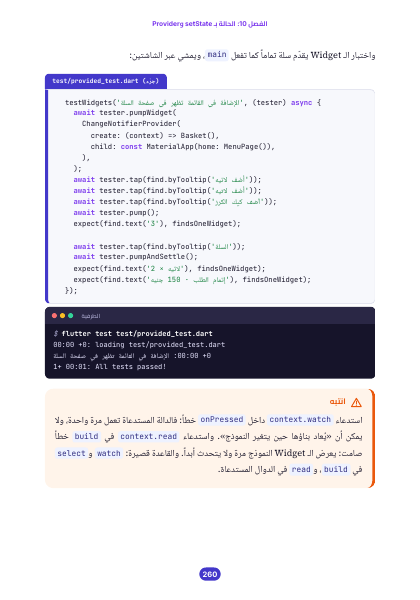 الفصل 10: الحالة بـ setState وProvider
واختبار الـ Widget يقدّم سلة تماماً كما تفعل main، ويمشي عبر الشاشتين:
test/provided_test.dart (جزء)
testWidgets('الإضافة في القائمة تظهر في صفحة السلة', (tester) async {
await tester.pumpWidget(
ChangeNotifierProvider(
create: (context) => Basket(),
child: const MaterialApp(home: MenuPage()),
),
);
await tester.tap(find.byTooltip('أضف لاتيه'));
await tester.tap(find.byTooltip('أضف لاتيه'));
await tester.tap(find.byTooltip('أضف كيك الكرز'));
await tester.pump();
expect(find.text('3'), findsOneWidget);
await tester.tap(find.byTooltip('السلة'));
await tester.pumpAndSettle();
expect(find.text('2 × لاتيه'), findsOneWidget);
expect(find.text('إتمام الطلب · 150 جنيه'), findsOneWidget);
});
الطرفية
$ flutter test test/provided_test.dart
00:00 +0: loading test/provided_test.dart
00:00 +0: الإضافة في القائمة تظهر في صفحة السلة
00:01 +1: All tests passed!
انتبه
استدعاء context.watch داخل onPressed خطأ: فالدالة المستدعاة تعمل مرة واحدة، ولا
يمكن أن «يُعاد بناؤها حين يتغير النموذج». واستدعاء context.read في build خطأ
صامت: يعرض الـ Widget النموذج مرة ولا يتحدث أبداً. والقاعدة قصيرة: watch و select
في build، و read في الدوال المستدعاة.
260